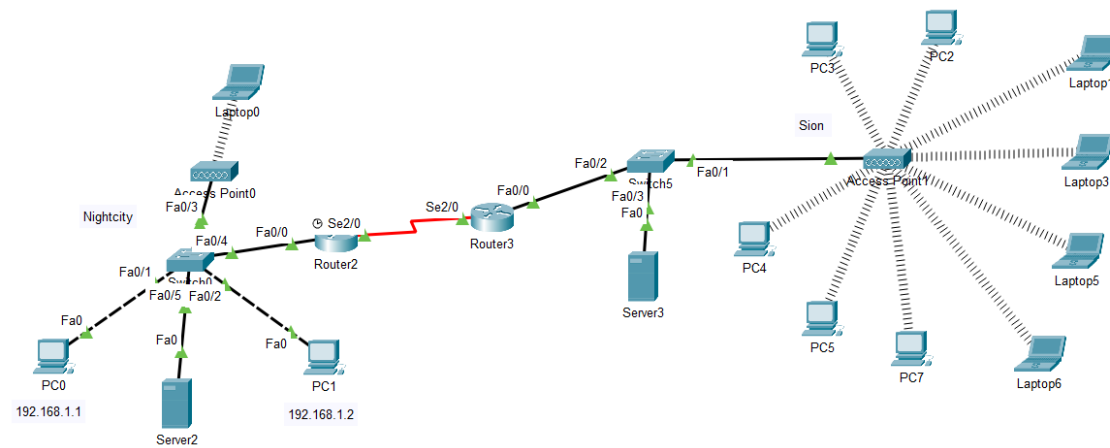 PC3
PC2
Laptop0
Laptop1
Sion
Access Point0
Fa0/3
Nightcity
Fa0/4
Fa0/0
Se2/0
Router2
Se2/0
Fa0/0
Router3
Fa0/2
Switch5
Fa0/1
Fa0/3
Fa0
Server3
Access Point1
Laptop3
PC4
Laptop5
PC5
PC7
Laptop6
Fa0/1
Switch0
Fa0/5
Fa0/2
Fa0
Fa0
Fa0
PC0
192.168.1.1
Server2
PC1
192.168.1.2